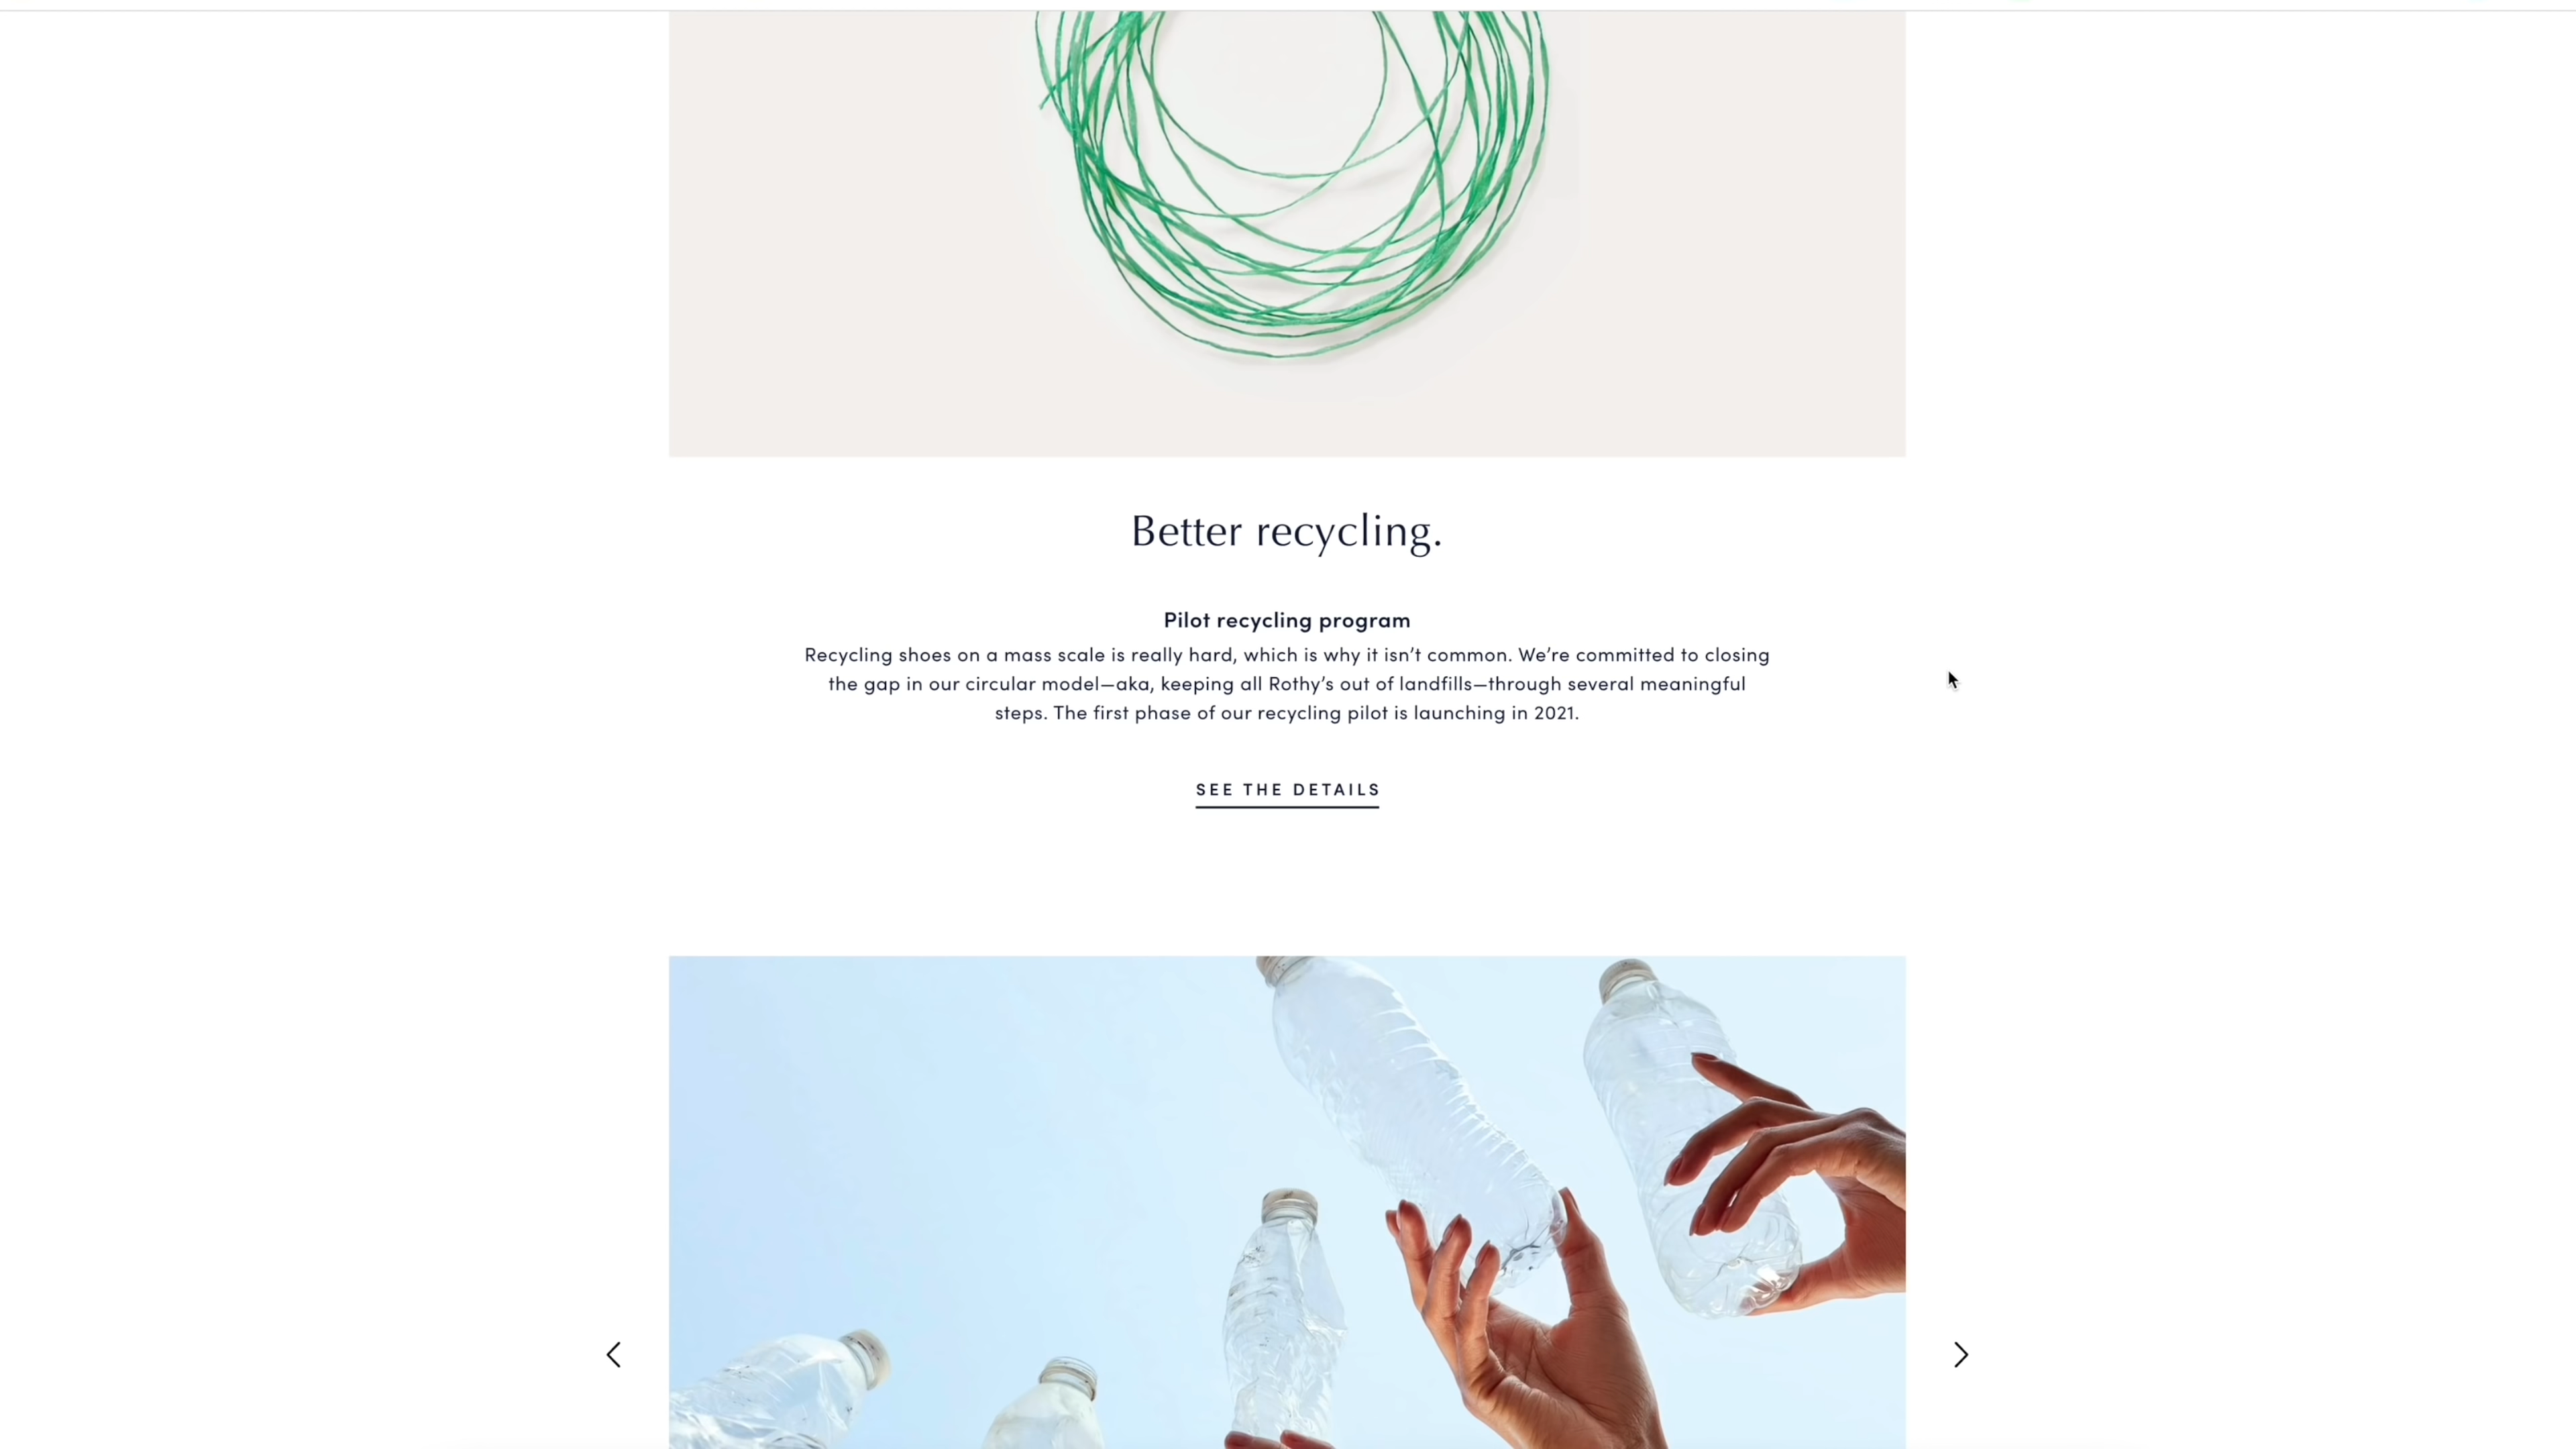 Better recycling.
Pilot recycling program
Recycling shoes on a mass scale is really hard, which is why it isn’t common. We’re committed to closing
the gap in our circular model—aka, keeping all Rothy’s out of landfills—through several meaningful
steps. The first phase of our recycling pilot is launching in 2021.
SEE THE DETAILS